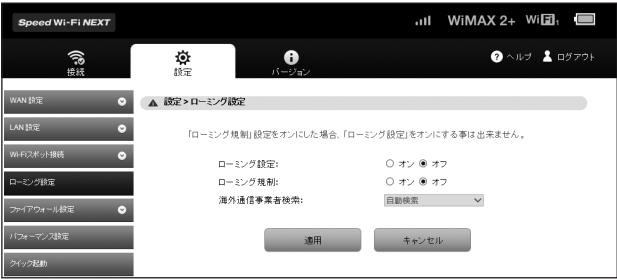 Speed Wi-Fi NEXT
WiMAX 2+ WiFi 1
接続
設定
バージョン
ヘルプ
ログアウト
WAN 設定
LAN 設定
Wi-Fiスポット接続
ローミング設定
ファイアウォール設定
パフォーマンス設定
クイック起動
設定 > ローミング設定
「ローミング規制」設定をオンにした場合、「ローミング設定」をオンにする事は出来ません。
ローミング設定: オン オフ
ローミング規制: オン オフ
海外通信事業者検索: 自動検索
適用 キャンセル